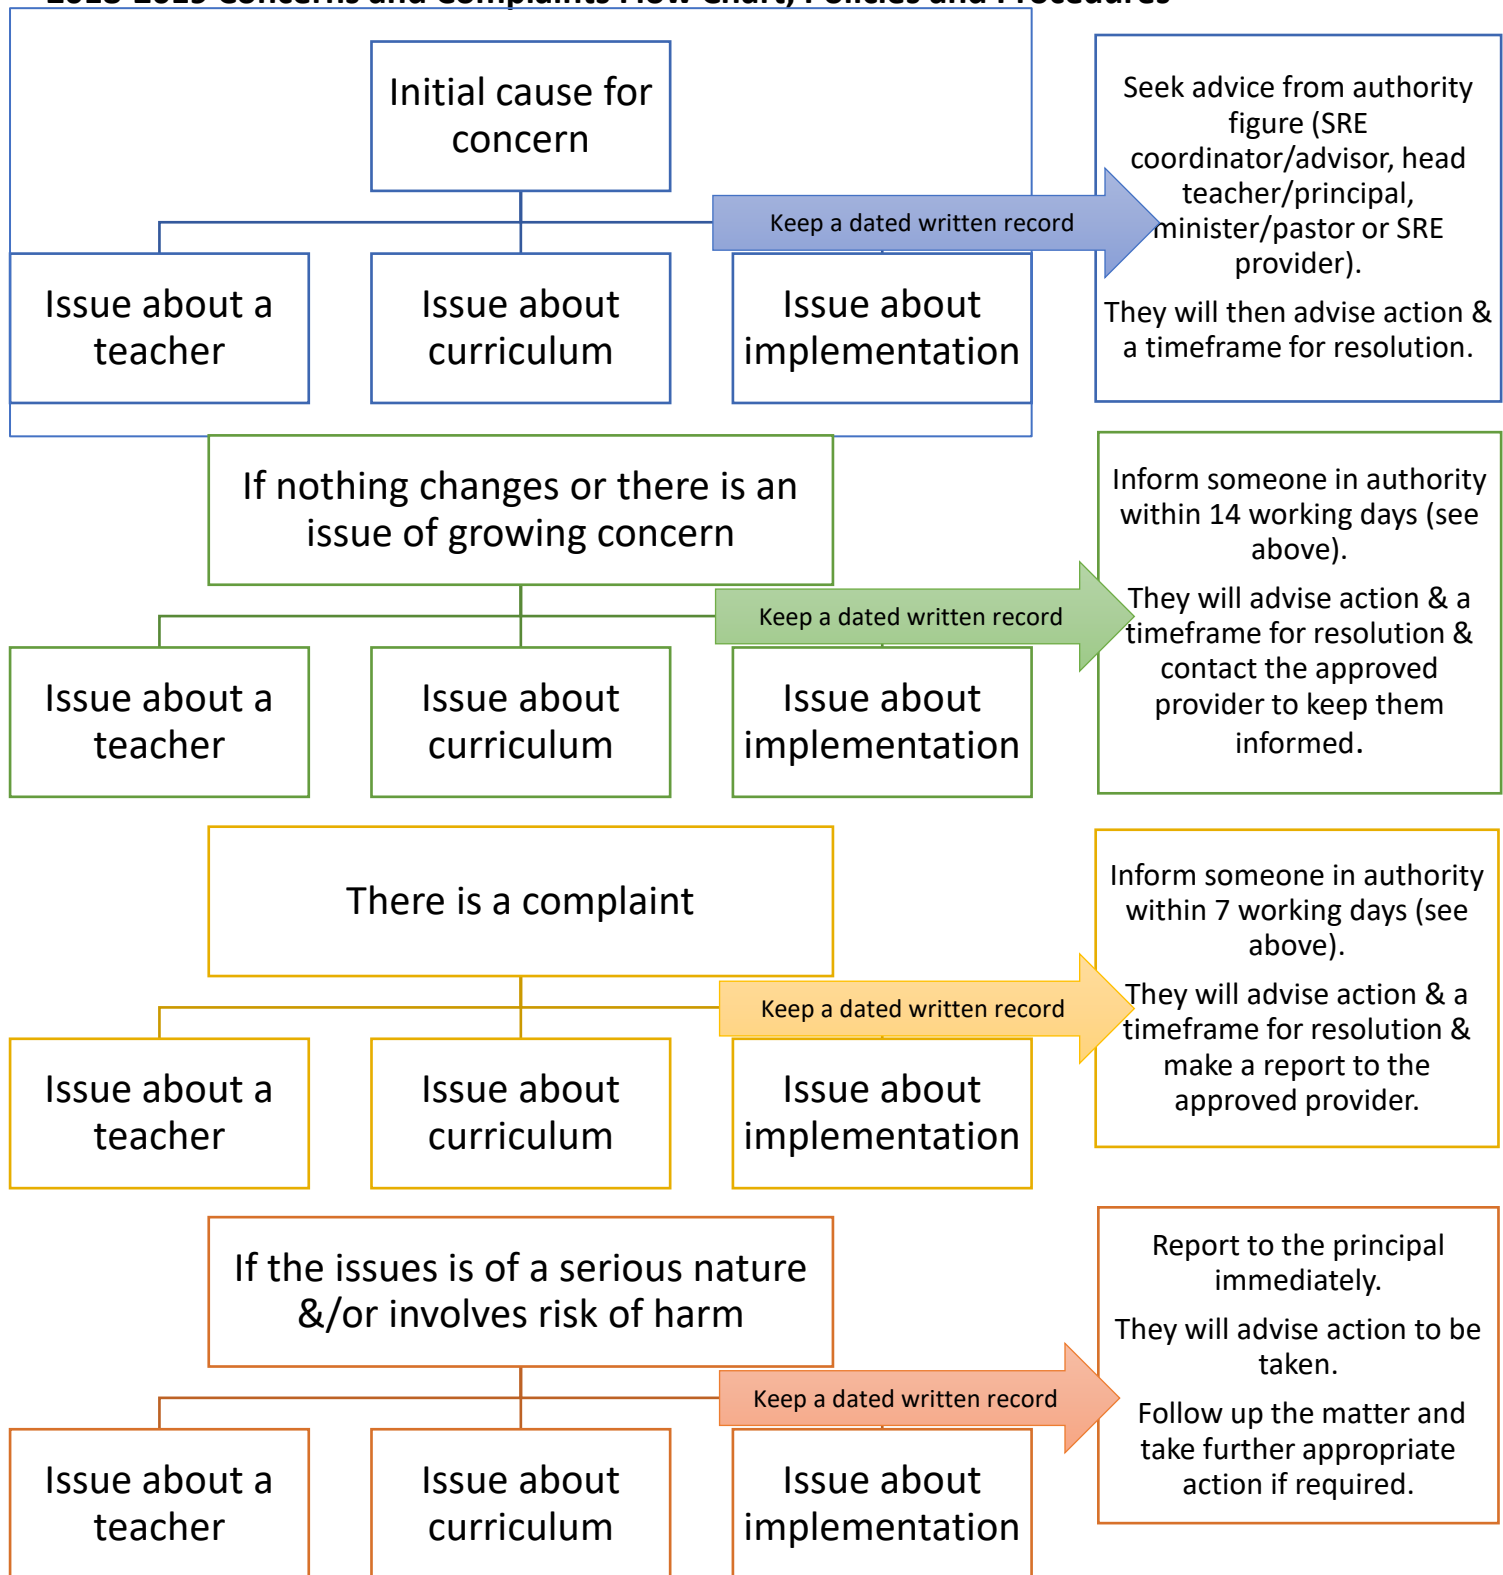 Concerns and Complaints Flow Chart, Policies and Procedures
Initial cause for
concern
Keep a dated written record
Issue about a
teacher
Issue about
curriculum
Issue about
implementation
Seek advice from authority
figure (SRE
coordinator/advisor, head
teacher/principal,
minister/pastor or SRE
provider).
They will then advise action &
a timeframe for resolution.
If nothing changes or there is an
issue of growing concern
Keep a dated written record
Issue about a
teacher
Issue about
curriculum
Issue about
implementation
Inform someone in authority
within 14 working days (see
above).
They will advise action & a
timeframe for resolution &
contact the approved
provider to keep them
informed.
There is a complaint
Keep a dated written record
Issue about a
teacher
Issue about
curriculum
Issue about
implementation
Inform someone in authority
within 7 working days (see
above).
They will advise action & a
timeframe for resolution &
make a report to the
approved provider.
If the issues is of a serious nature
&/or involves risk of harm
Keep a dated written record
Issue about a
teacher
Issue about
curriculum
Issue about
implementation
Report to the principal
immediately.
They will advise action to be
taken.
Follow up the matter and
take further appropriate
action if required.